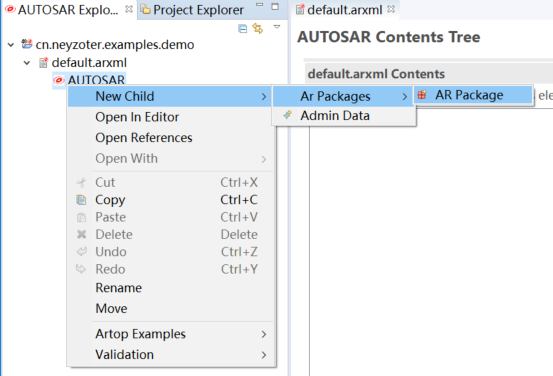 AUTOSAR Explo... Project Explorer
default.arxml
cn.neyzoter.examples.demo
default.arxml
AUTOSAR
AUTOSAR Contents Tree
default.arxml Contents
New Child
Ar Packages
AR Package
ele
Open In Editor
Admin Data
Open References
Open With
Cut Ctrl+X
Copy Ctrl+C
Paste Ctrl+V
Delete Delete
Undo Ctrl+Z
Redo Ctrl+Y
Rename
Move
Artop Examples
Validation